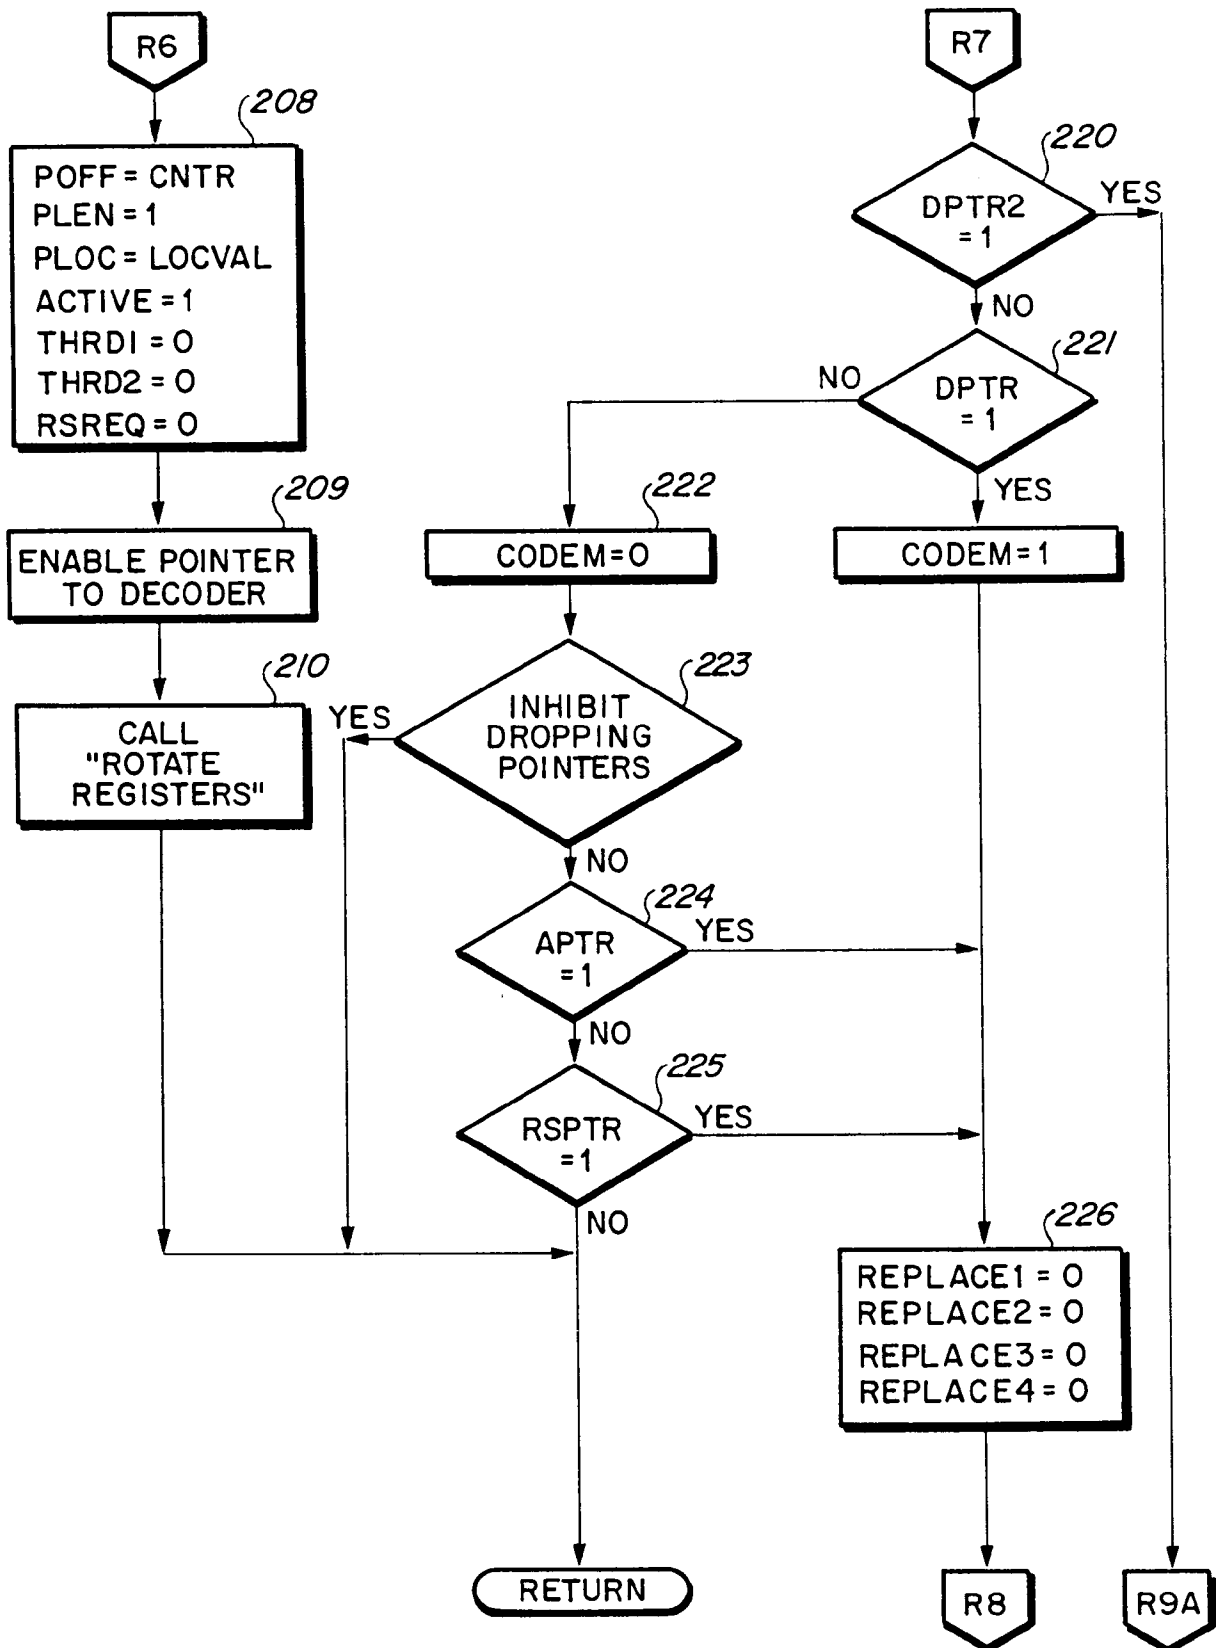 R6
208
POFF = CNTR
PLEN = 1
PLOC = LOCVAL
ACTIVE = 1
THRD1 = 0
THRD2 = 0
RSREQ = 0
209
ENABLE POINTER
TO DECODER
210
CALL
"ROTATE
REGISTERS"
R7
220
DPTR2
= 1
YES
NO
221
DPTR
= 1
NO
YES
222
CODEM = 0
CODEM = 1
223
INHIBIT
DROPPING
POINTERS
YES
NO
224
APTR
= 1
YES
NO
225
RSPTR
= 1
YES
NO
226
REPLACE1 = 0
REPLACE2 = 0
REPLACE3 = 0
REPLACE4 = 0
RETURN
R8
R9A